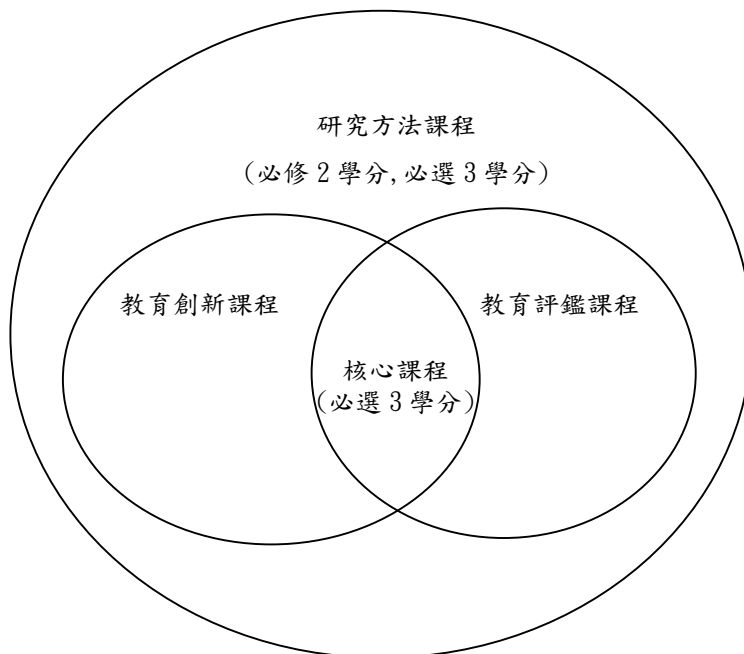 研究方法課程
(必修 2 學分, 必選 3 學分)
教育創新課程
教育評鑑課程
核心課程
(必選 3 學分)